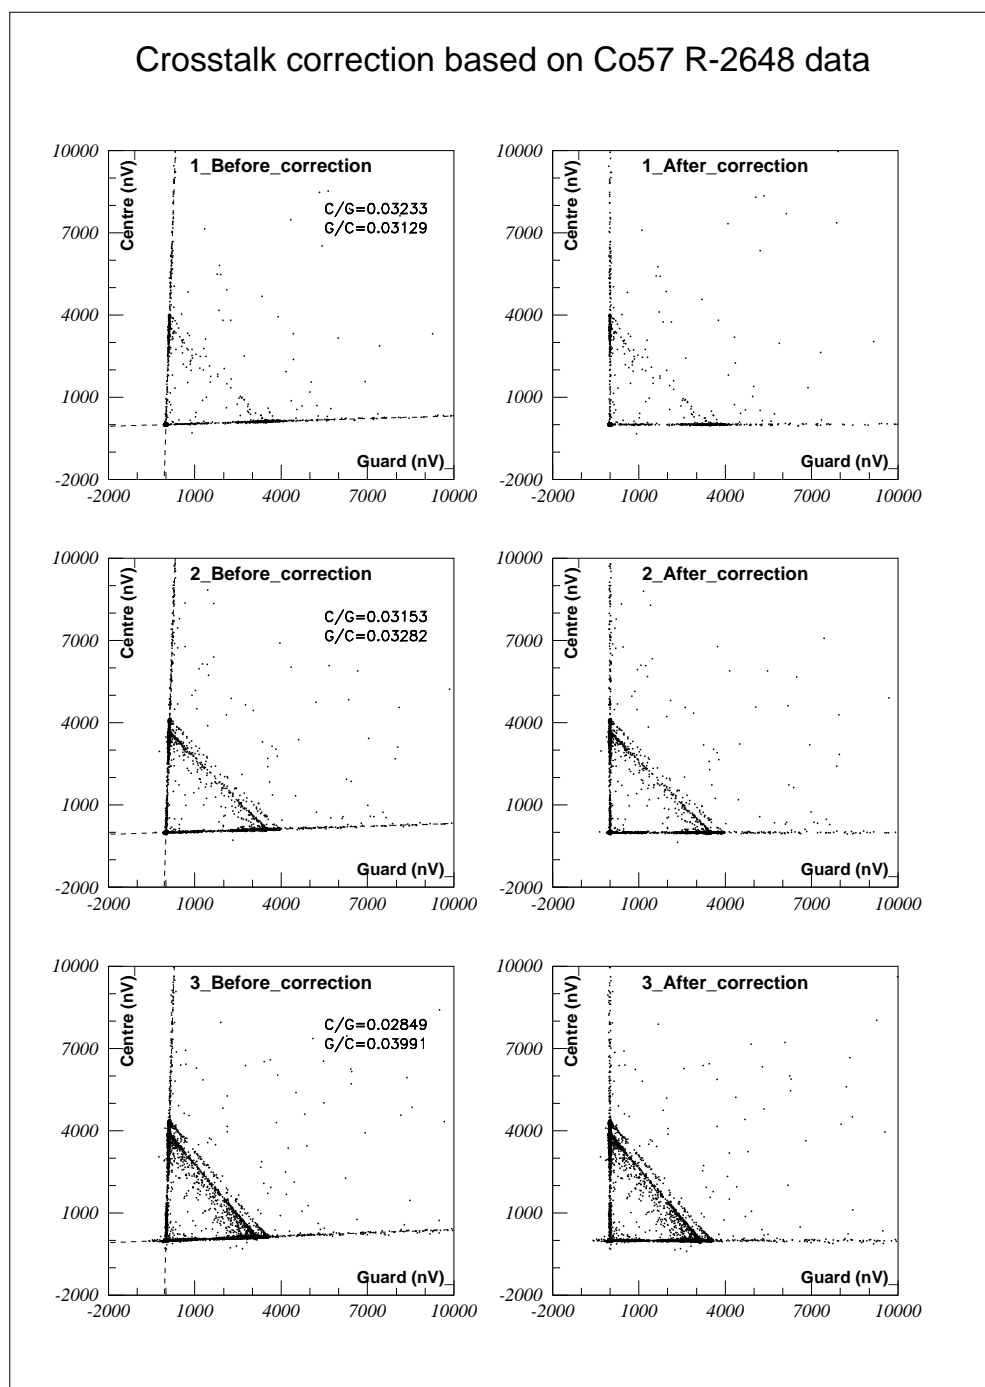 Crosstalk correction based on Co57 R-2648 data
1_Before_correction
Centre (nV)_
C/G=0.03233
G/C=0.03129
Guard (nV)_
10000
7000
4000
1000
-2000
-2000 1000 4000 7000 10000
1_After_correction
Centre (nV)_
Guard (nV)_
10000
7000
4000
1000
-2000
-2000 1000 4000 7000 10000
2_Before_correction
Centre (nV)_
C/G=0.03153
G/C=0.03282
Guard (nV)_
10000
7000
4000
1000
-2000
-2000 1000 4000 7000 10000
2_After_correction
Centre (nV)_
Guard (nV)_
10000
7000
4000
1000
-2000
-2000 1000 4000 7000 10000
3_Before_correction
Centre (nV)_
C/G=0.02849
G/C=0.03991
Guard (nV)_
10000
7000
4000
1000
-2000
-2000 1000 4000 7000 10000
3_After_correction
Centre (nV)_
Guard (nV)_
10000
7000
4000
1000
-2000
-2000 1000 4000 7000 10000